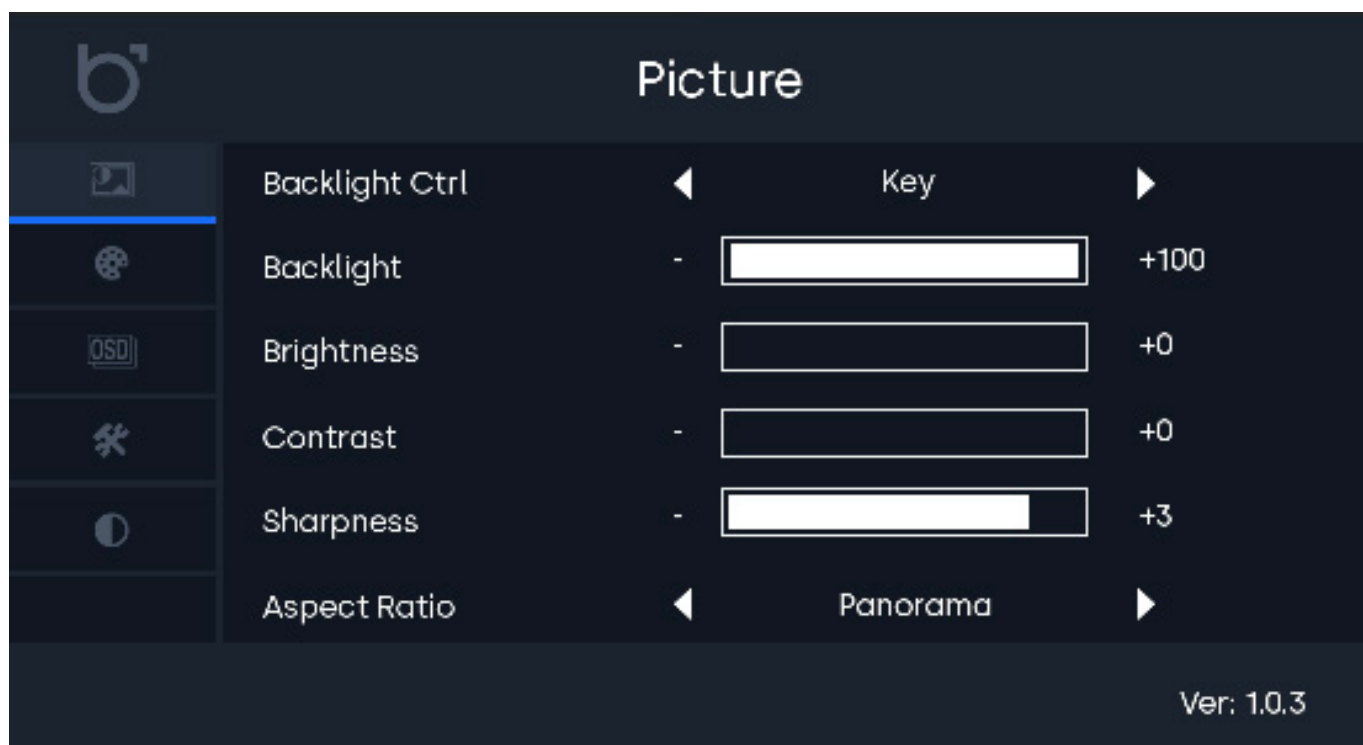 Picture
Backlight Ctrl Key
Backlight - +100
Brightness - +0
OSD
Contrast - +0
Sharpness - +3
Aspect Ratio Panorama
Ver: 1.0.3